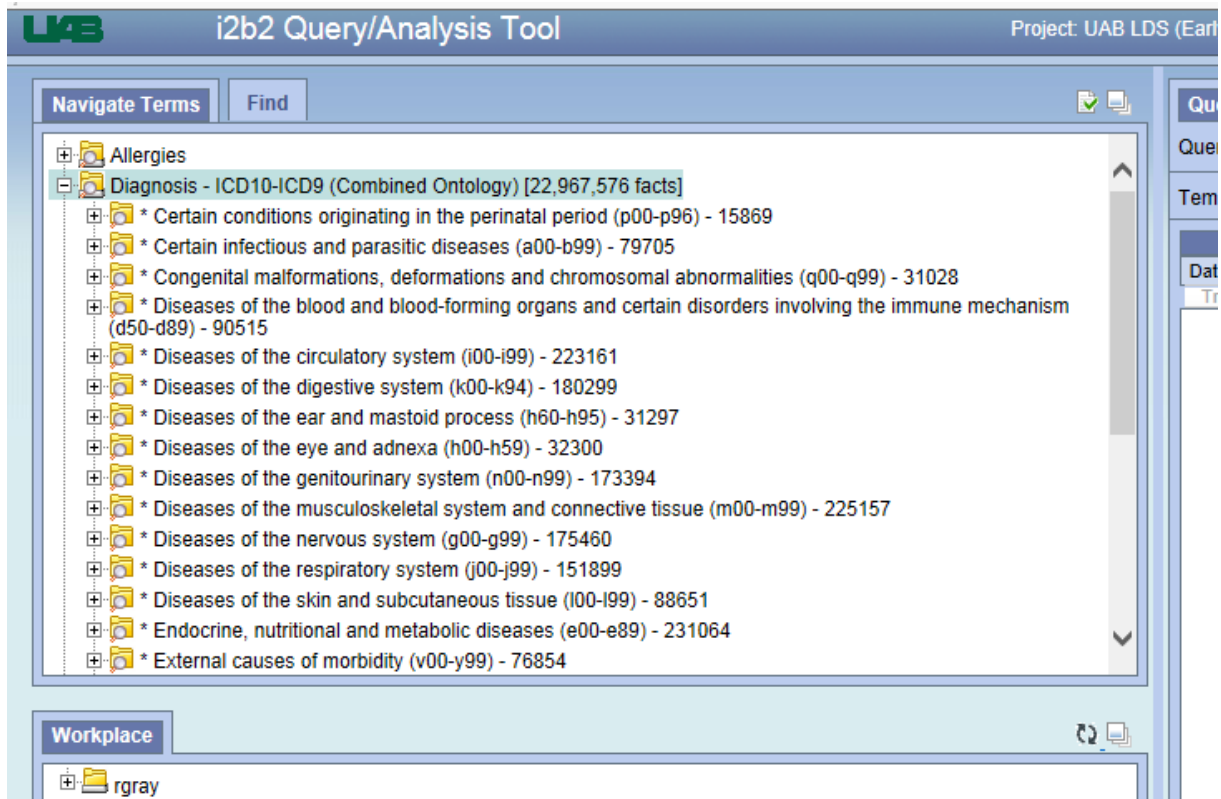 UAB i2b2 Query/Analysis Tool Project: UAB LDS
Navigate Terms Find
Allergies
Diagnosis - ICD10-ICD9 (Combined Ontology) [22,967,576 facts]
* Certain conditions originating in the perinatal period (p00-p96) - 15869
* Certain infectious and parasitic diseases (a00-b99) - 79705
* Congenital malformations, deformations and chromosomal abnormalities (q00-q99) - 31028
* Diseases of the blood and blood-forming organs and certain disorders involving the immune mechanism
(d50-d89) - 90515
* Diseases of the circulatory system (i00-i99) - 223161
* Diseases of the digestive system (k00-k94) - 180299
* Diseases of the ear and mastoid process (h60-h95) - 31297
* Diseases of the eye and adnexa (h00-h59) - 32300
* Diseases of the genitourinary system (n00-n99) - 173394
* Diseases of the musculoskeletal system and connective tissue (m00-m99) - 225157
* Diseases of the nervous system (g00-g99) - 175460
* Diseases of the respiratory system (j00-j99) - 151899
* Diseases of the skin and subcutaneous tissue (l00-l99) - 88651
* Endocrine, nutritional and metabolic diseases (e00-e89) - 231064
* External causes of morbidity (v00-y99) - 76854
Workplace
rgray